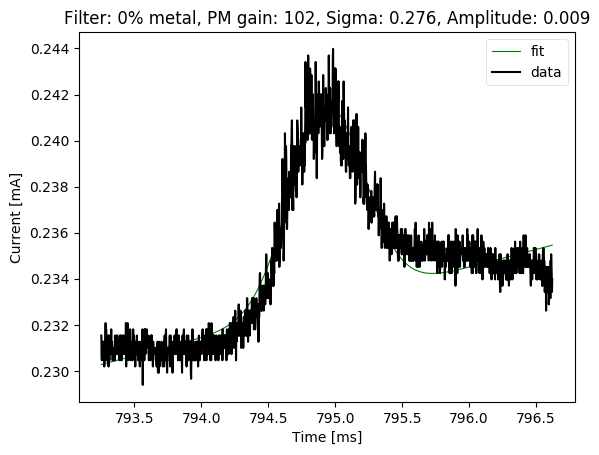 Filter: 0% metal, PM gain: 102, Sigma: 0.276, Amplitude: 0.009
fit
data
0.244
0.242
0.240
0.238
0.236
0.234
0.232
0.230
Current [mA]
793.5 794.0 794.5 795.0 795.5 796.0 796.5
Time [ms]